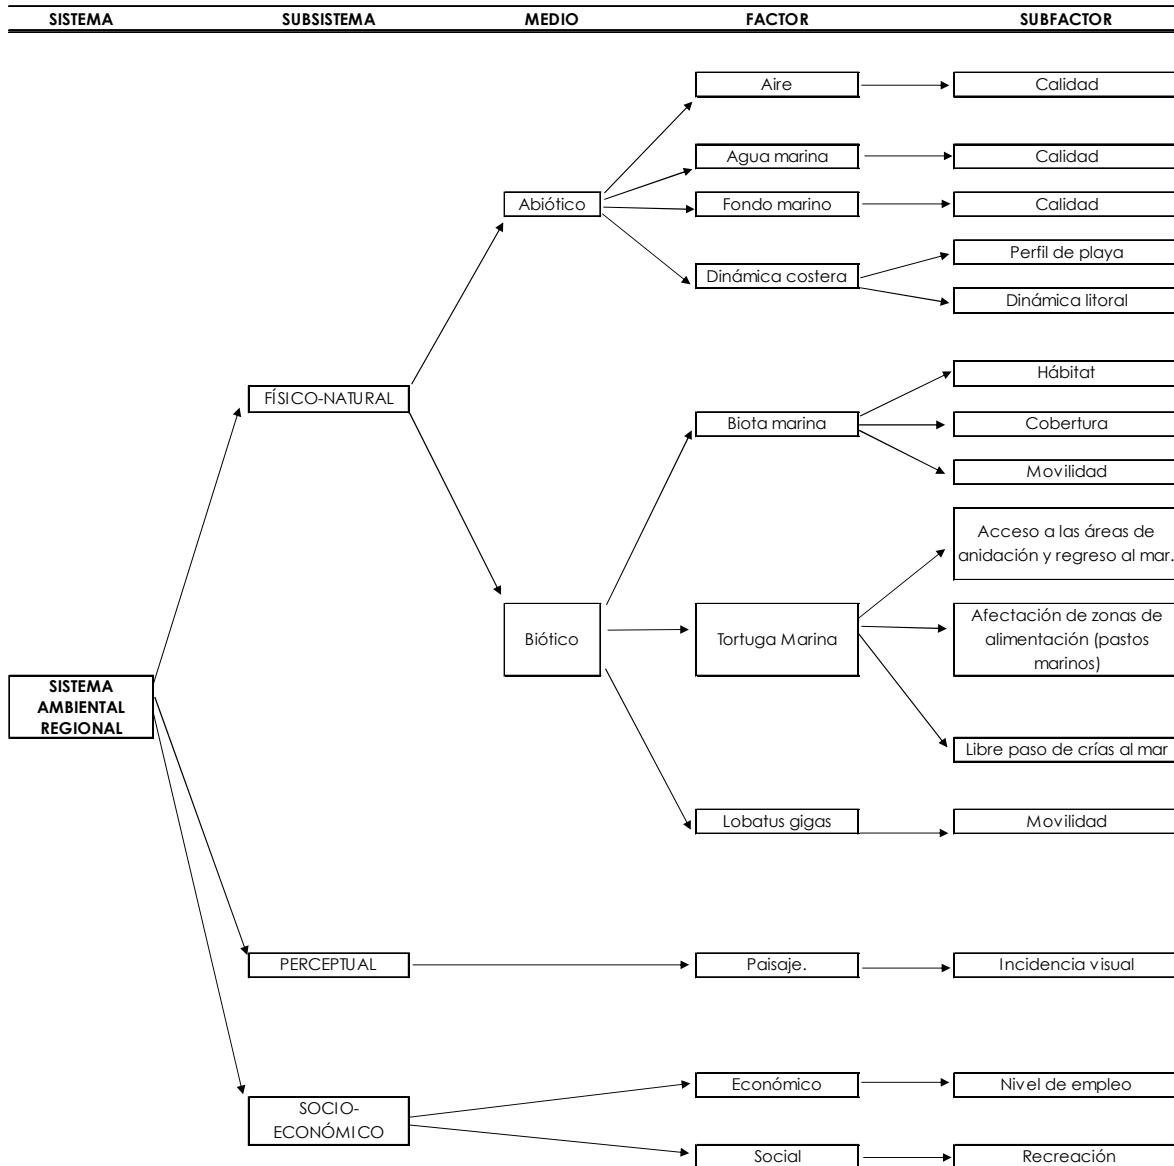 SISTEMA SUBSISTEMA MEDIO FACTOR SUBFACTOR
Aire Calidad
Agua marina Calidad
Abiótico Fondo marino Calidad
Perfil de playa
Dinámica costera
Dinámica litoral
Hábitat
FÍSICO-NATURAL
Biota marina Cobertura
Movilidad
Acceso a las áreas de
anidación y regreso al mar.
Afectación de zonas de
Biótico Tortuga Marina alimentación (pastos
marinos)
SISTEMA
AMBIENTAL
REGIONAL
Libre paso de crías al mar
Lobatus gigas Movilidad
PERCEPTUAL Paisaje. Incidencia visual
Económico Nivel de empleo
SOCIO-
ECONÓMICO
Social Recreación